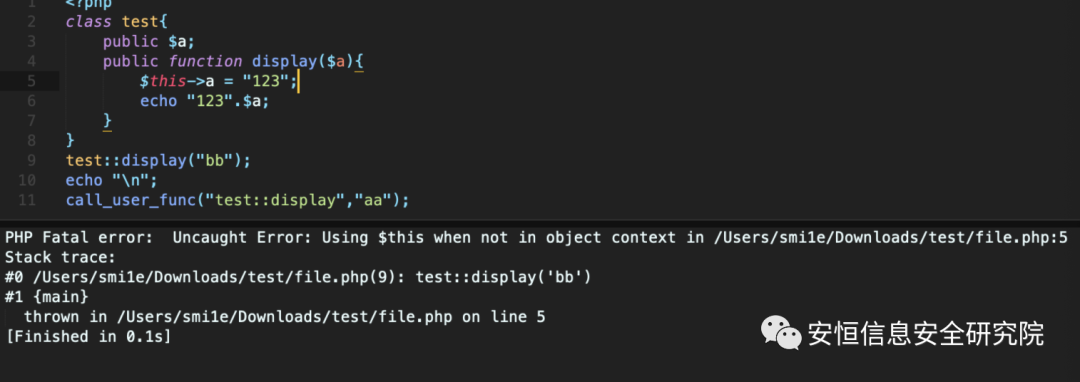 1 <?php
2 class test{
3 public $a;
4 public function display($a){
5 $this->a = "123";
6 echo "123".$a;
7 }
8 }
9 test::display("bb");
10 echo "\n";
11 call_user_func("test::display","aa");
PHP Fatal error:  Uncaught Error: Using $this when not in object context in /Users/smi1e/Downloads/test/file.php:5
Stack trace:
#0 /Users/smi1e/Downloads/test/file.php(9): test::display('bb')
#1 {main}
thrown in /Users/smi1e/Downloads/test/file.php on line 5
[Finished in 0.1s]
安恒信息安全研究院